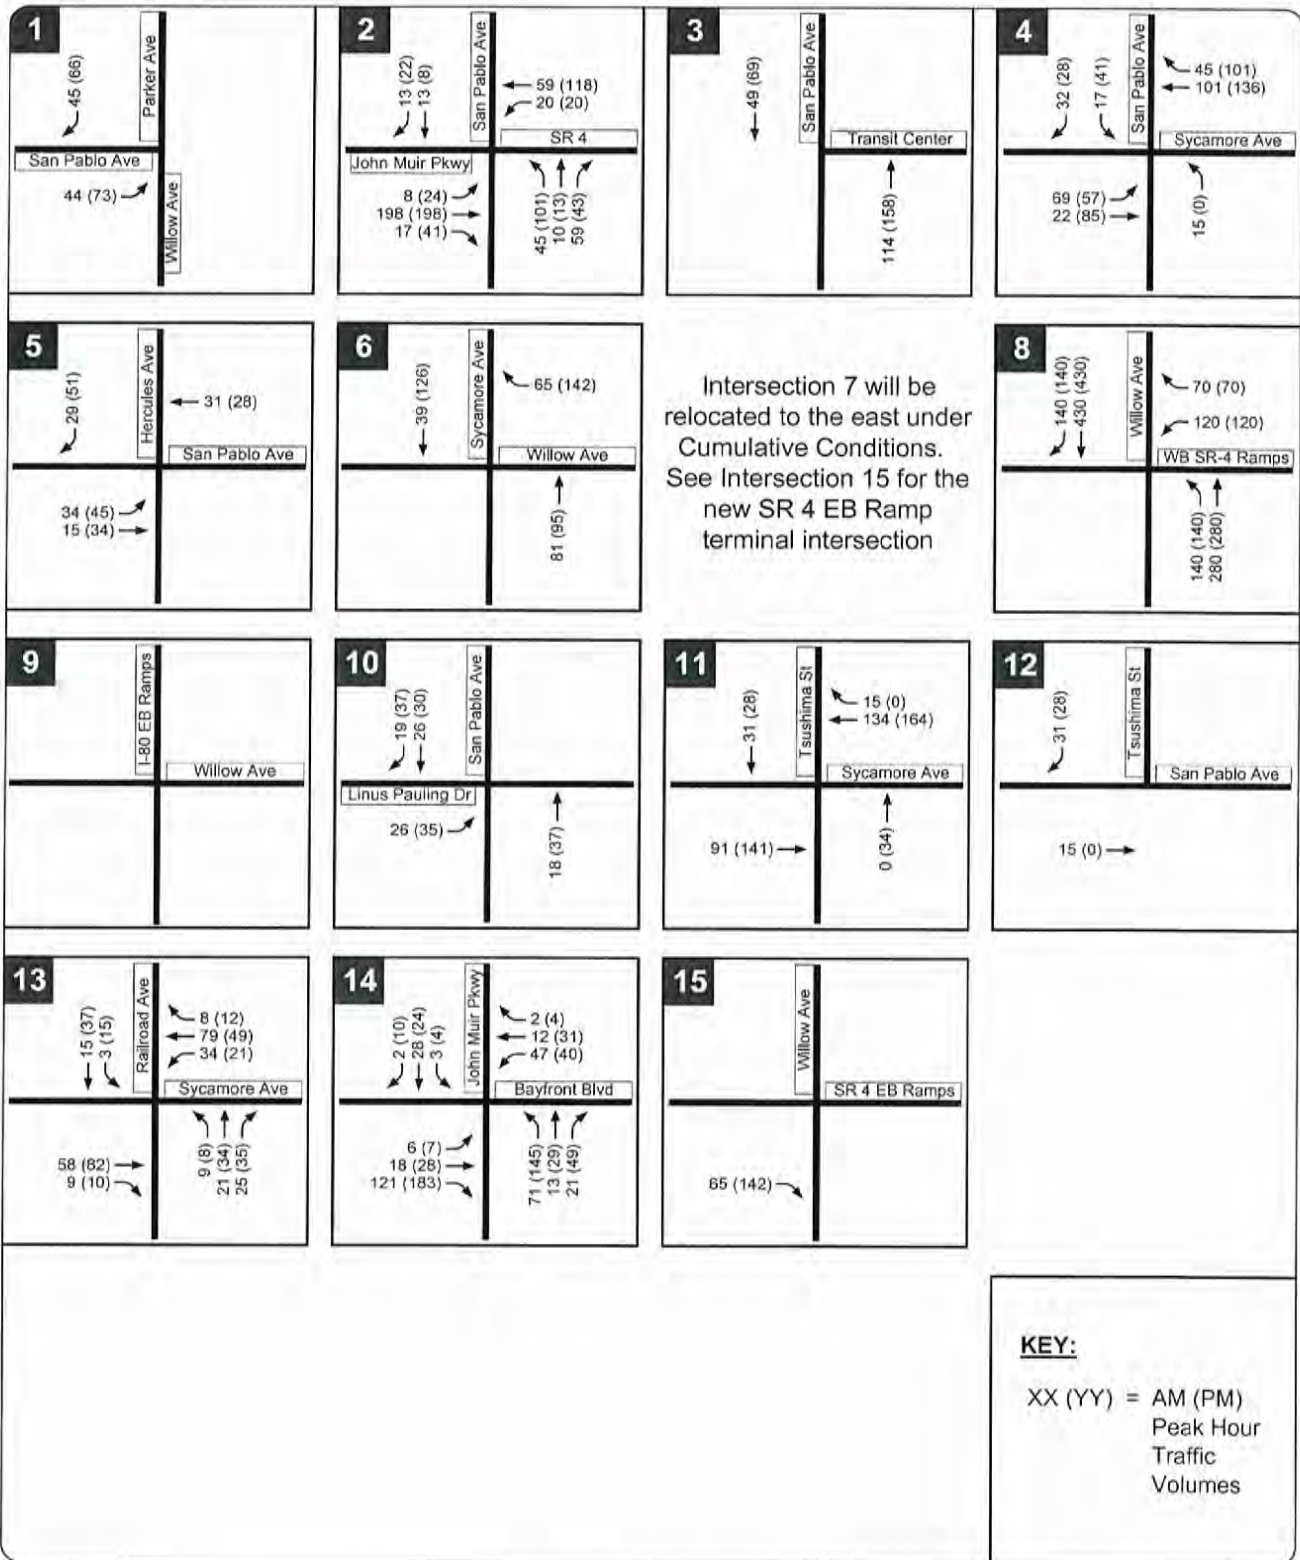 1
45 (66)
Parker Ave
San Pablo Ave
44 (73)
Willow Ave
2
13 (22)
13 (8)
San Pablo Ave
59 (118)
20 (20)
SR 4
John Muir Pkwy
8 (24)
198 (198)
17 (41)
45 (101)
10 (13)
59 (43)
3
49 (69)
San Pablo Ave
Transit Center
114 (158)
4
32 (28)
17 (41)
San Pablo Ave
45 (101)
101 (136)
Sycamore Ave
69 (57)
22 (85)
15 (0)
5
29 (51)
Hercules Ave
31 (28)
San Pablo Ave
34 (45)
15 (34)
6
39 (126)
Sycamore Ave
65 (142)
Willow Ave
81 (95)
Intersection 7 will be
relocated to the east under
Cumulative Conditions.
See Intersection 15 for the
new SR 4 EB Ramp
terminal intersection
8
140 (140)
430 (430)
Willow Ave
70 (70)
120 (120)
WB SR-4 Ramps
140 (140)
280 (280)
9
I-80 EB Ramps
Willow Ave
10
19 (37)
26 (30)
San Pablo Ave
Linus Pauling Dr
26 (35)
18 (37)
11
31 (28)
Tsushima St
15 (0)
134 (164)
Sycamore Ave
91 (141)
0 (34)
12
31 (28)
Tsushima St
San Pablo Ave
15 (0)
13
15 (37)
3 (15)
Railroad Ave
8 (12)
79 (49)
34 (21)
Sycamore Ave
58 (82)
9 (10)
9 (8)
21 (34)
25 (35)
14
2 (10)
28 (24)
3 (4)
John Muir Pkwy
2 (4)
12 (31)
47 (40)
Bayfront Blvd
6 (7)
18 (28)
121 (183)
71 (145)
13 (29)
21 (49)
15
Willow Ave
SR 4 EB Ramps
65 (142)
KEY:
XX (YY) = AM (PM)
Peak Hour
Traffic
Volumes